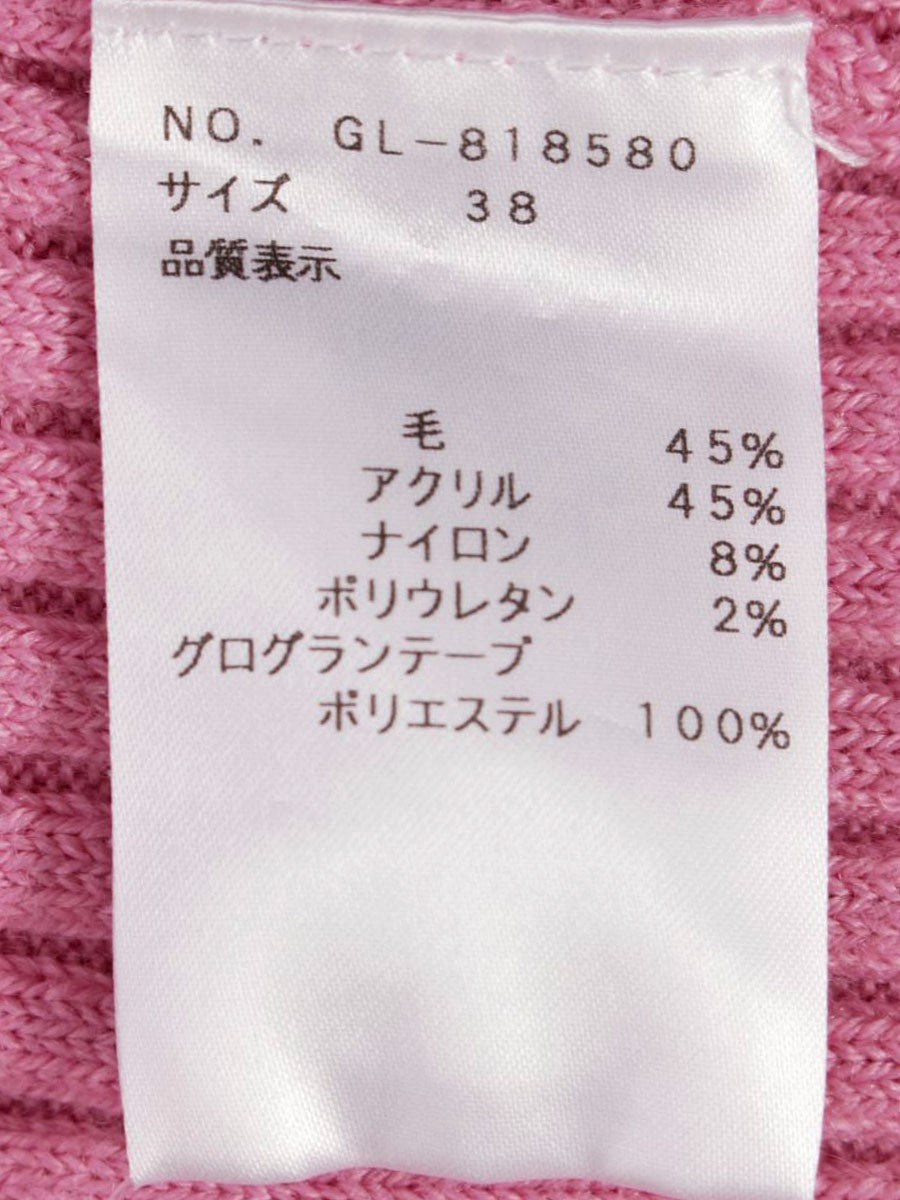 NO. GL-818580
サイズ 38
品質表示
毛 45%
アクリル 45%
ナイロン 8%
ポリウレタン 2%
グログランテープ
ポリエステル 100%